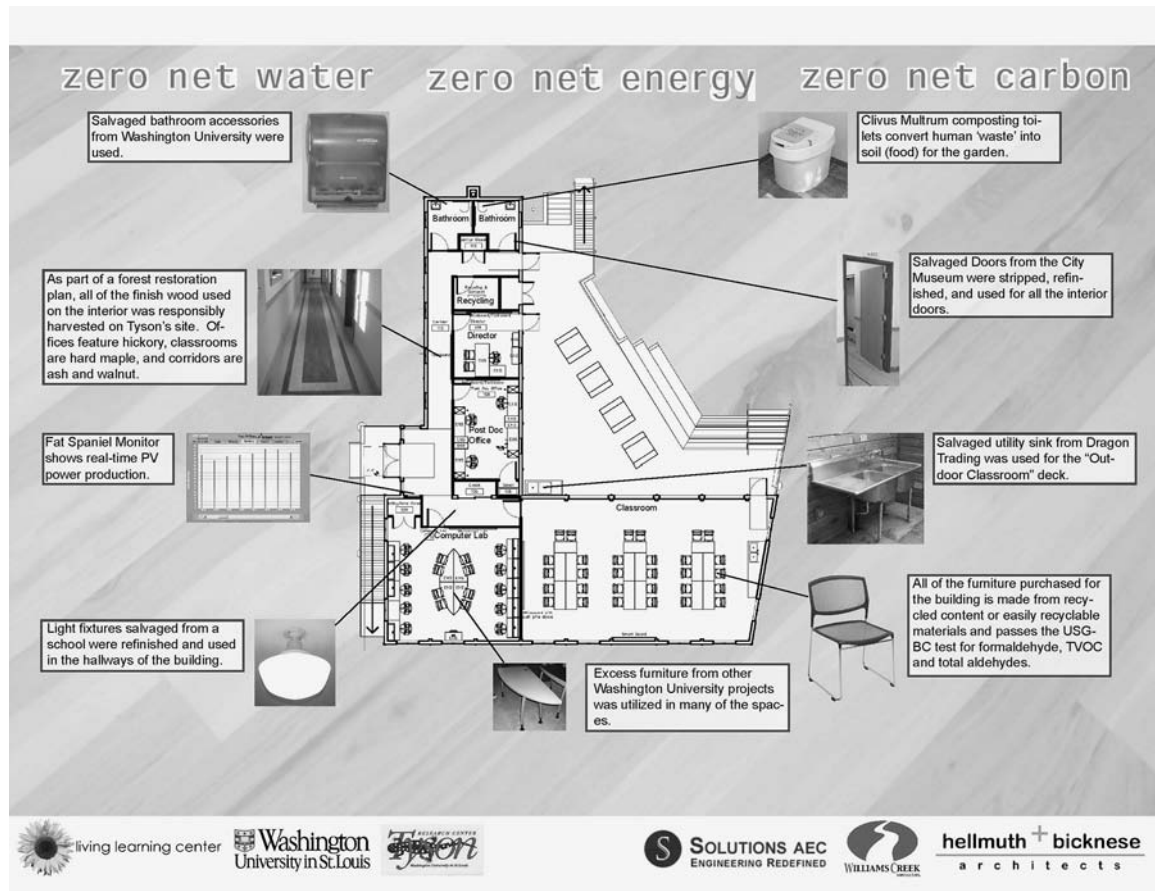 zero net water
zero net energy
zero net carbon
Salvaged bathroom accessories
from Washington University were
used.
Clivus Multrum composting toi-
lets convert human ‘waste’ into
soil (food) for the garden.
Bathroom
Bathroom
As part of a forest restoration
plan, all of the finish wood used
on the interior was responsibly
harvested on Tyson’s site. Of-
fices feature hickory, classrooms
are hard maple, and corridors are
ash and walnut.
Recycling
Director
Salvaged Doors from the City
Museum were stripped, refin-
ished, and used for all the interior
doors.
Post Doc
Office
Fat Spaniel Monitor
shows real-time PV
power production.
Salvaged utility sink from Dragon
Trading was used for the “Out-
door Classroom” deck.
Classroom
Computer Lab
All of the furniture purchased for
the building is made from recy-
cled content or easily recyclable
materials and passes the USG-
BC test for formaldehyde, TVOC
and total aldehydes.
Light fixtures salvaged from a
school were refinished and used
in the hallways of the building.
Excess furniture from other
Washington University projects
was utilized in many of the spac-
es.
living learning center
Washington
University in St. Louis
RESEARCH CENTER
Tyson
Washington University in St. Louis
S
SOLUTIONS AEC
ENGINEERING REDEFINED
WILLIAMS CREEK
hellmuth + bicknese
architects